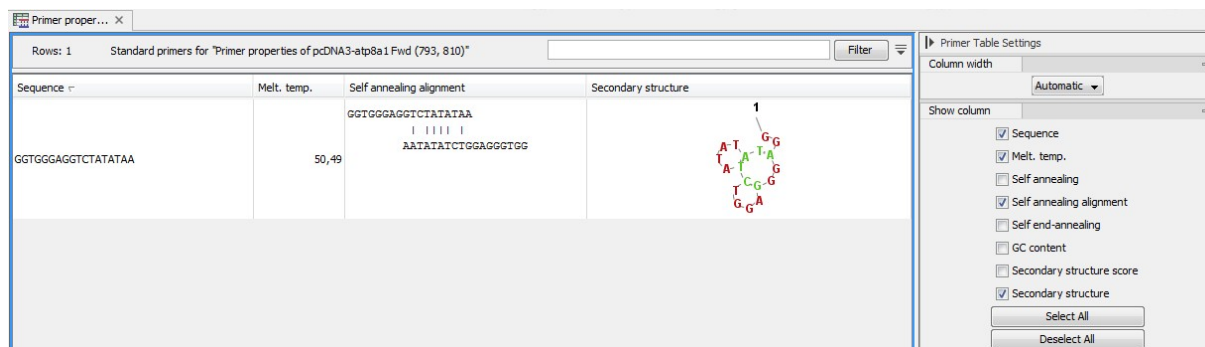 Primer proper...
Rows: 1 Standard primers for "Primer properties of pcDNA3-atp8a1 Fwd (793, 810)" Filter
Sequence Melt. temp. Self annealing alignment Secondary structure
GGTGGGAGGTCTATATAA
AATATATCTGGAGGGTGG
GGTGGGAGGTCTATATAA 50,49
1
G G
A T A T A
T A T G
A T C G G
T G A
G G
Primer Table Settings
Column width
Automatic
Show column
Sequence
Melt. temp.
Self annealing
Self annealing alignment
Self end-annealing
GC content
Secondary structure score
Secondary structure
Select All
Deselect All